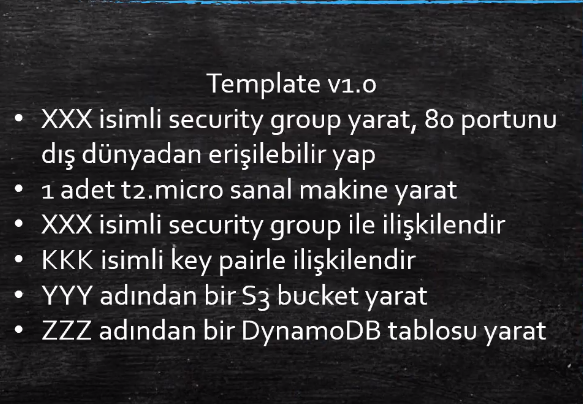 Template v1.0
• XXX isimli security group yarat, 80 portunu
dış dünyadan erişilebilir yap
• 1 adet t2.micro sanal makine yarat
• XXX isimli security group ile ilişkilendir
• KKK isimli key pairle ilişkilendir
• YYY adından bir S3 bucket yarat
• ZZZ adından bir DynamoDB tablosu yarat